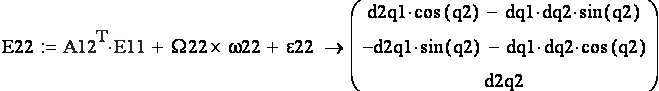 d2q1·cos(q2) − dq1·dq2·sin(q2)
E22 := A12ᵀ·E11 + Ω22× ω22 + ε22 → −d2q1·sin(q2) − dq1·dq2·cos(q2)
d2q2